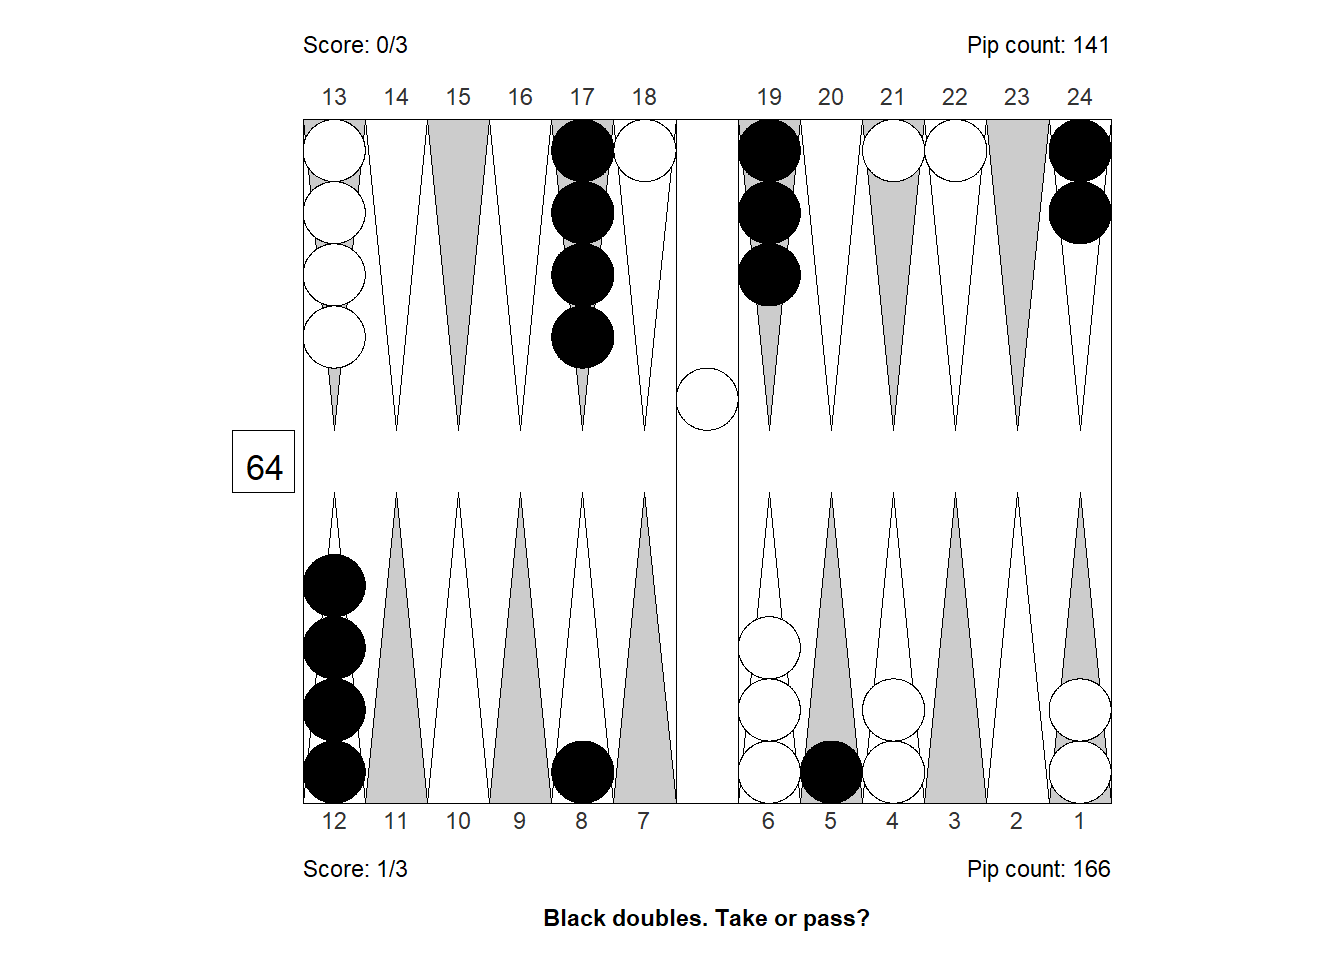 Score: 0/3 Pip count: 141
13 14 15 16 17 18 19 20 21 22 23 24
64
12 11 10 9 8 7 6 5 4 3 2 1
Score: 1/3 Pip count: 166
Black doubles. Take or pass?